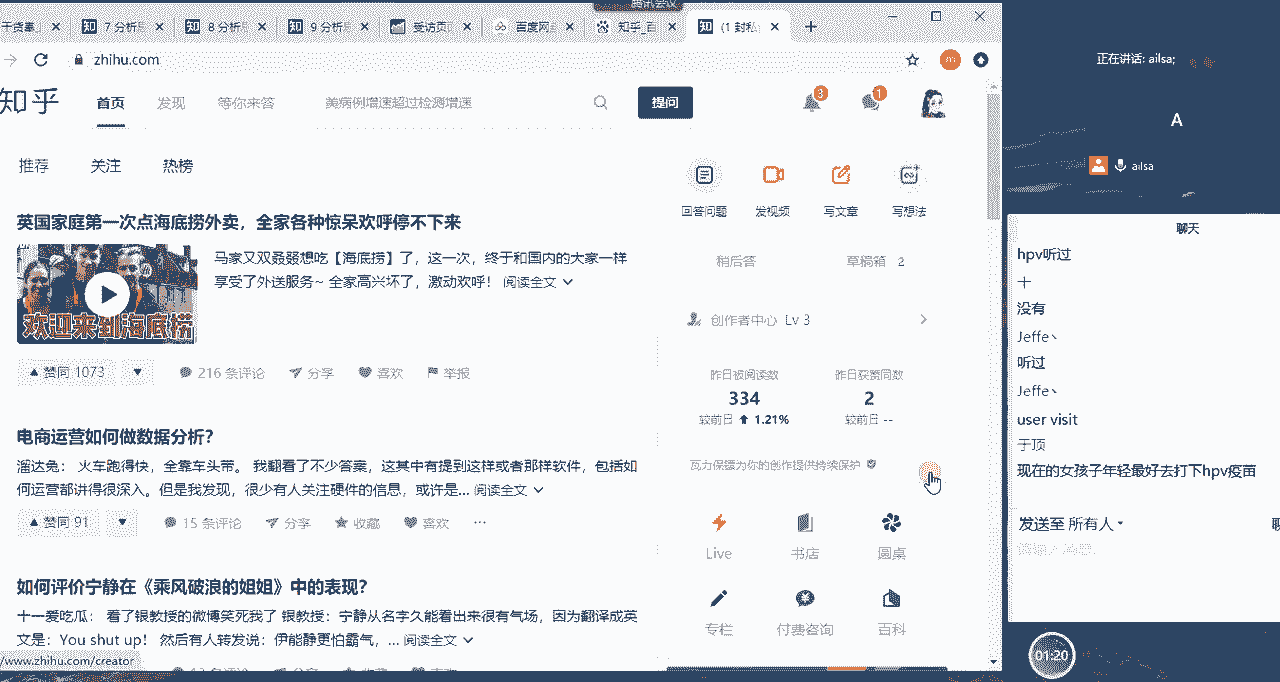 腾讯会议
干货篇
7 分析
8 分析
9 分析
受访页
百度网
知乎_百
(1 封私
zhihu.com
m
知乎
首页
发现
等你来答
美病例增速超过检测增速
提问
3
1
推荐
关注
热榜
英国家庭第一次点海底捞外卖，全家各种惊呆欢呼停不下来
欢迎来到海底捞
马家又双叒叕想吃【海底捞】了，这一次，终于和国内的大家一样
享受了外送服务~ 全家高兴坏了，激动欢呼！ 阅读全文
赞同 1073
216 条评论
分享
喜欢
举报
电商运营如何做数据分析？
溜达兔： 火车跑得快，全靠车头带。 我翻看了不少答案，这其中有提到这样或者那样软件，包括如
何运营都讲得很深入。但是我发现，很少有人关注硬件的信息，或许是... 阅读全文
赞同 91
15 条评论
分享
收藏
喜欢
如何评价宁静在《乘风破浪的姐姐》中的表现？
十一爱吃瓜： 看了银教授的微博笑死我了 银教授：宁静从名字久能看出来很有气场，因为翻译成英
文是：You shut up！ 然后有人转发说：伊能静更怕霸气，... 阅读全文
/www.zhihu.com/creator
回答问题
发视频
写文章
写想法
稍后答
草稿箱 2
创作者中心 Lv 3
昨日被阅读数
昨日获赞同数
334
2
较前日 1.21%
较前日 --
瓦力保镖为你的创作提供持续保护
Live
书店
圆桌
专栏
付费咨询
百科
正在讲话: ailsa;
A
ailsa
聊天
hpv听过
十
没有
Jeffe丶
听过
Jeffe丶
user visit
于顶
现在的女孩子年轻最好去打下hpv疫苗
发送至 所有人
01:20